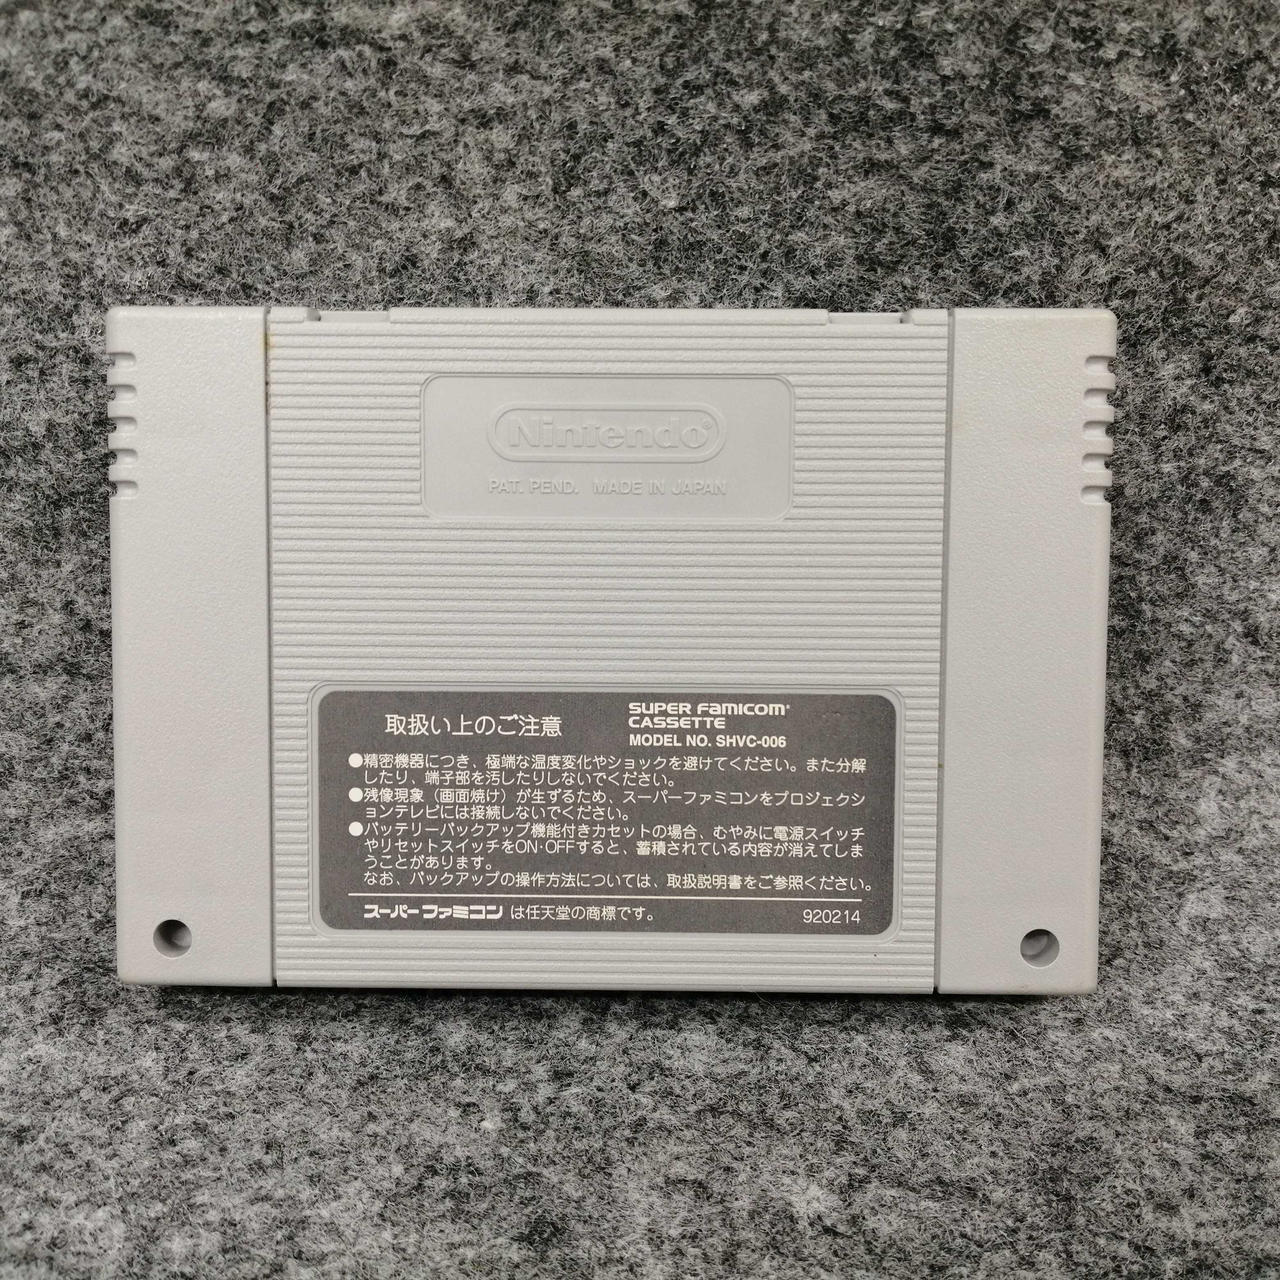 Nintendo®
PAT. PEND. MADE IN JAPAN
取扱い上のご注意
SUPER FAMICOM®
CASSETTE
MODEL NO. SHVC-006
●精密機器につき、極端な温度変化やショックを避けてください。また分解
したり、端子部を汚したりしないでください。
●残像現象（画面焼け）が生ずるため、スーパーファミコンをプロジェクシ
ョンテレビには接続しないでください。
●バッテリーバックアップ機能付きカセットの場合、むやみに電源スイッチ
やリセットスイッチをON・OFFすると、蓄積されている内容が消えてしま
うことがあります。
なお、バックアップの操作方法については、取扱説明書をご参照ください。
スーパーファミコン は任天堂の商標です。
920214